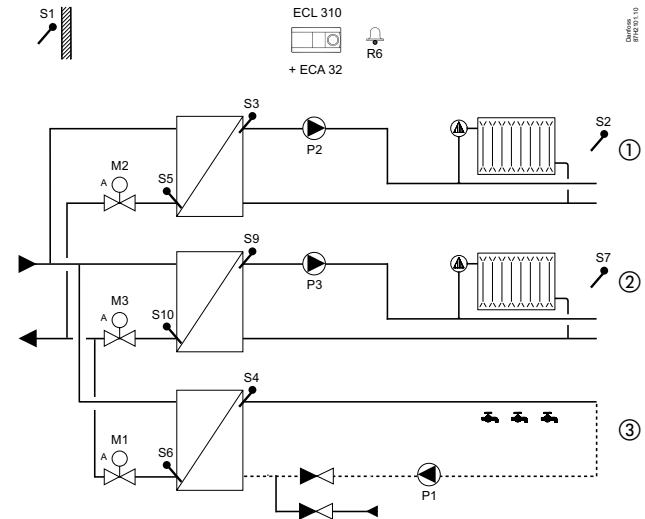 S1
ECL 310
R6
+ ECA 32
Danfoss
87H2101.10
S3
P2
S2
①
M2
A
S5
S9
P3
S7
②
M3
A
S10
S4
③
M1
A
S6
P1